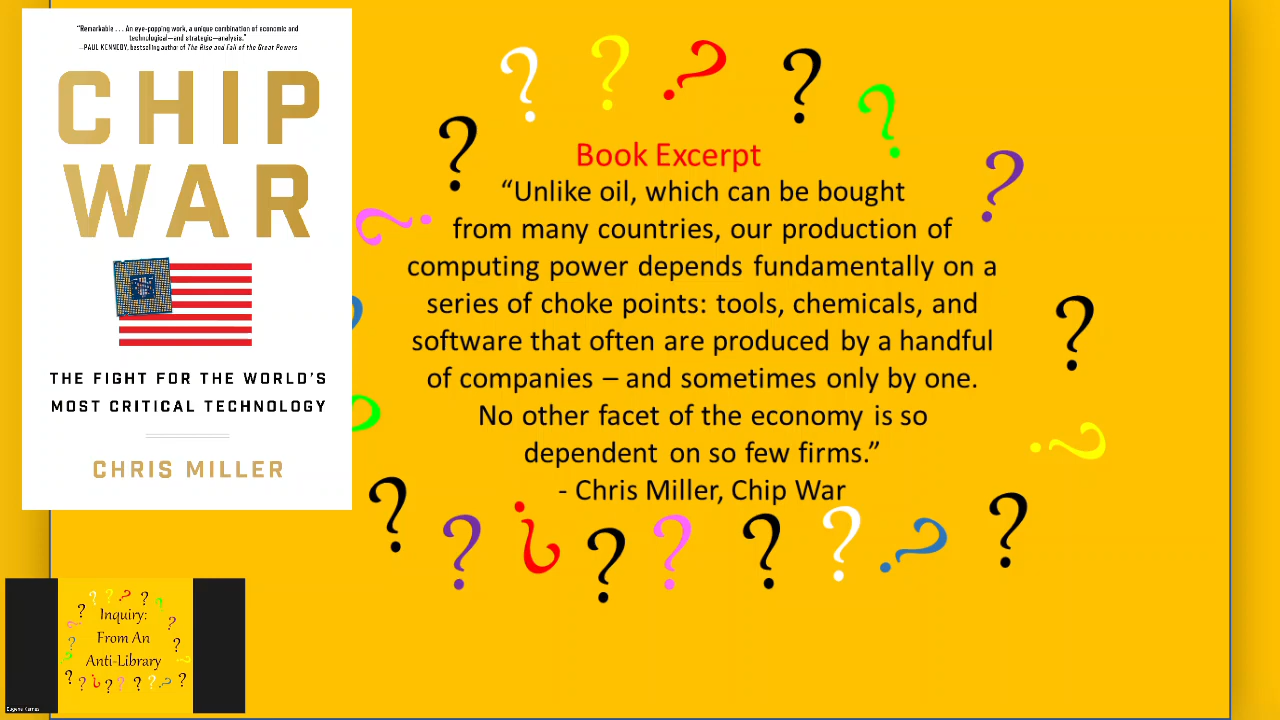 "Remarkable . . . An eye-popping work, a unique combination of economic and
technological—and strategic—analysis."
—PAUL KENNEDY, bestselling author of The Rise and Fall of the Great Powers
CHIP
WAR
THE FIGHT FOR THE WORLD'S
MOST CRITICAL TECHNOLOGY
CHRIS MILLER
Book Excerpt
“Unlike oil, which can be bought
from many countries, our production of
computing power depends fundamentally on a
series of choke points: tools, chemicals, and
software that often are produced by a handful
of companies – and sometimes only by one.
No other facet of the economy is so
dependent on so few firms.”
- Chris Miller, Chip War
Inquiry:
From An
Anti-Library
Eugene